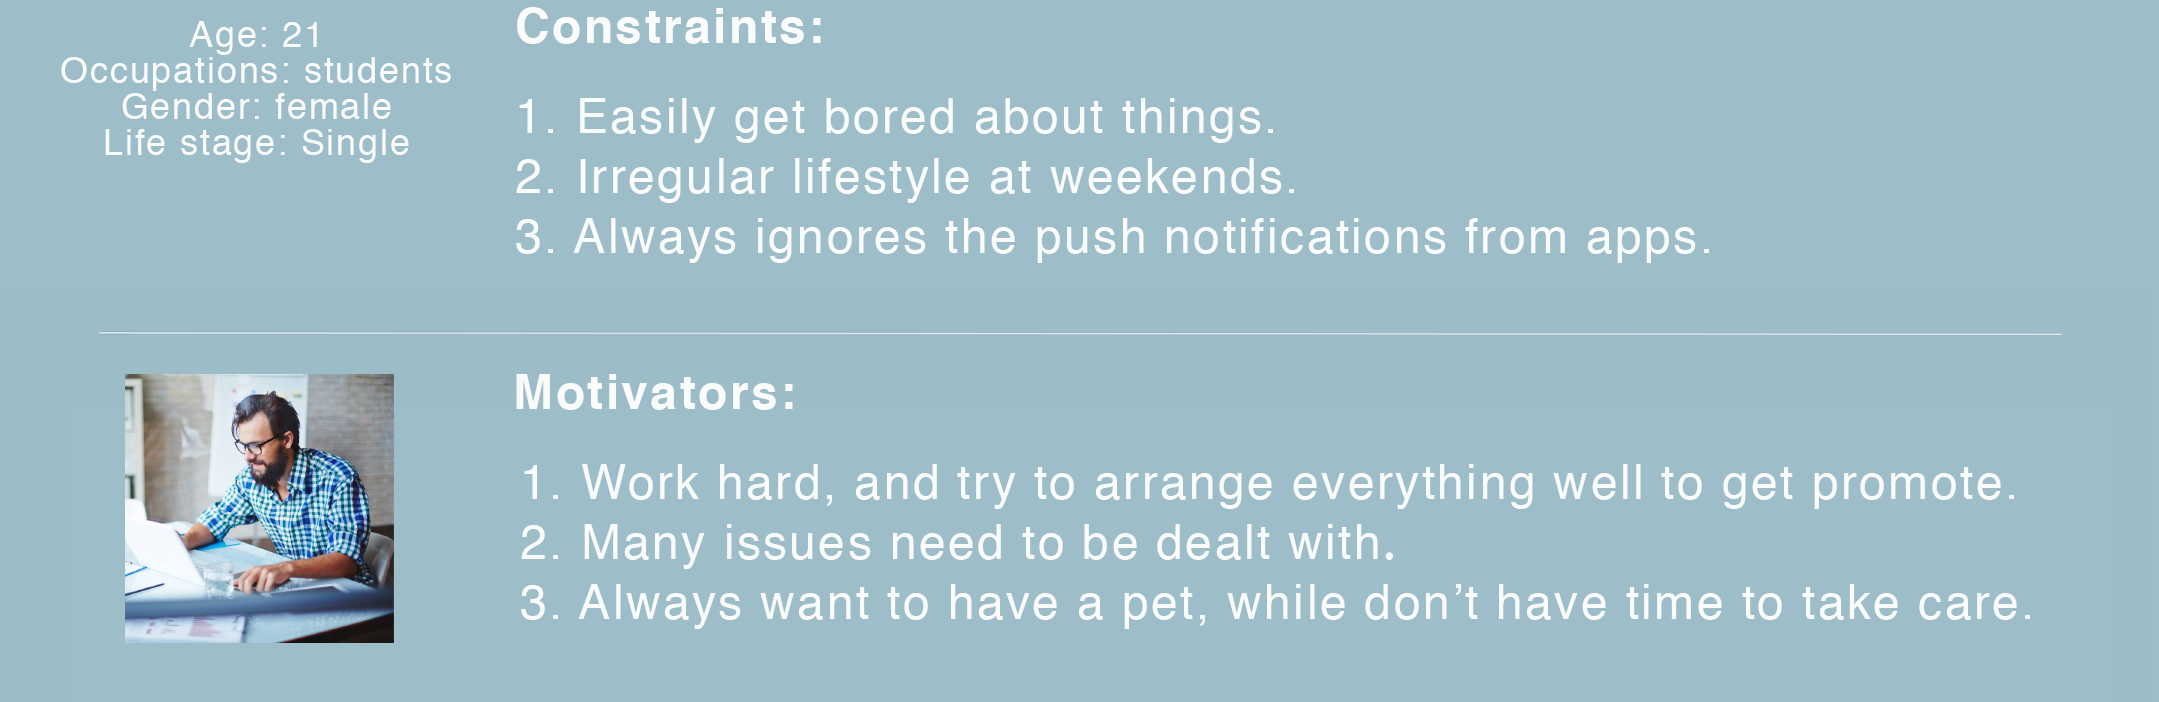 Age: 21
Occupations: students
Gender: female
Life stage: Single
Constraints:
1. Easily get bored about things.
2. Irregular lifestyle at weekends.
3. Always ignores the push notifications from apps.
Motivators:
1. Work hard, and try to arrange everything well to get promote.
2. Many issues need to be dealt with.
3. Always want to have a pet, while don’t have time to take care.